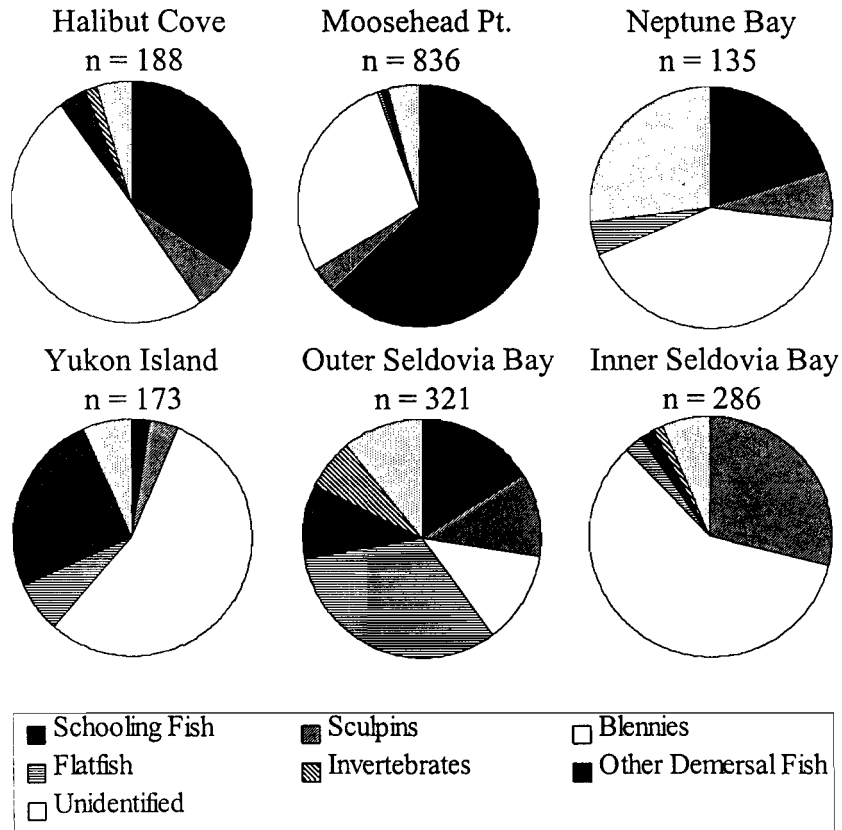 Halibut Cove Moosehead Pt. Neptune Bay
n = 188 n = 836 n = 135
Yukon Island Outer Seldovia Bay Inner Seldovia Bay
n = 173 n = 321 n = 286
Schooling Fish Sculpins Blennies
Flatfish Invertebrates Other Demersal Fish
Unidentified